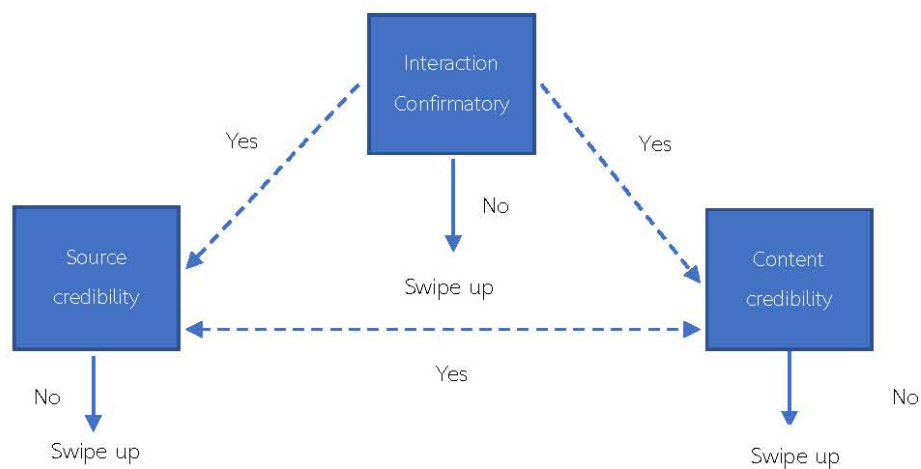 Interaction
Confirmatory
Yes
Yes
No
Source
credibility
Content
credibility
Swipe up
Yes
No
No
Swipe up
Swipe up